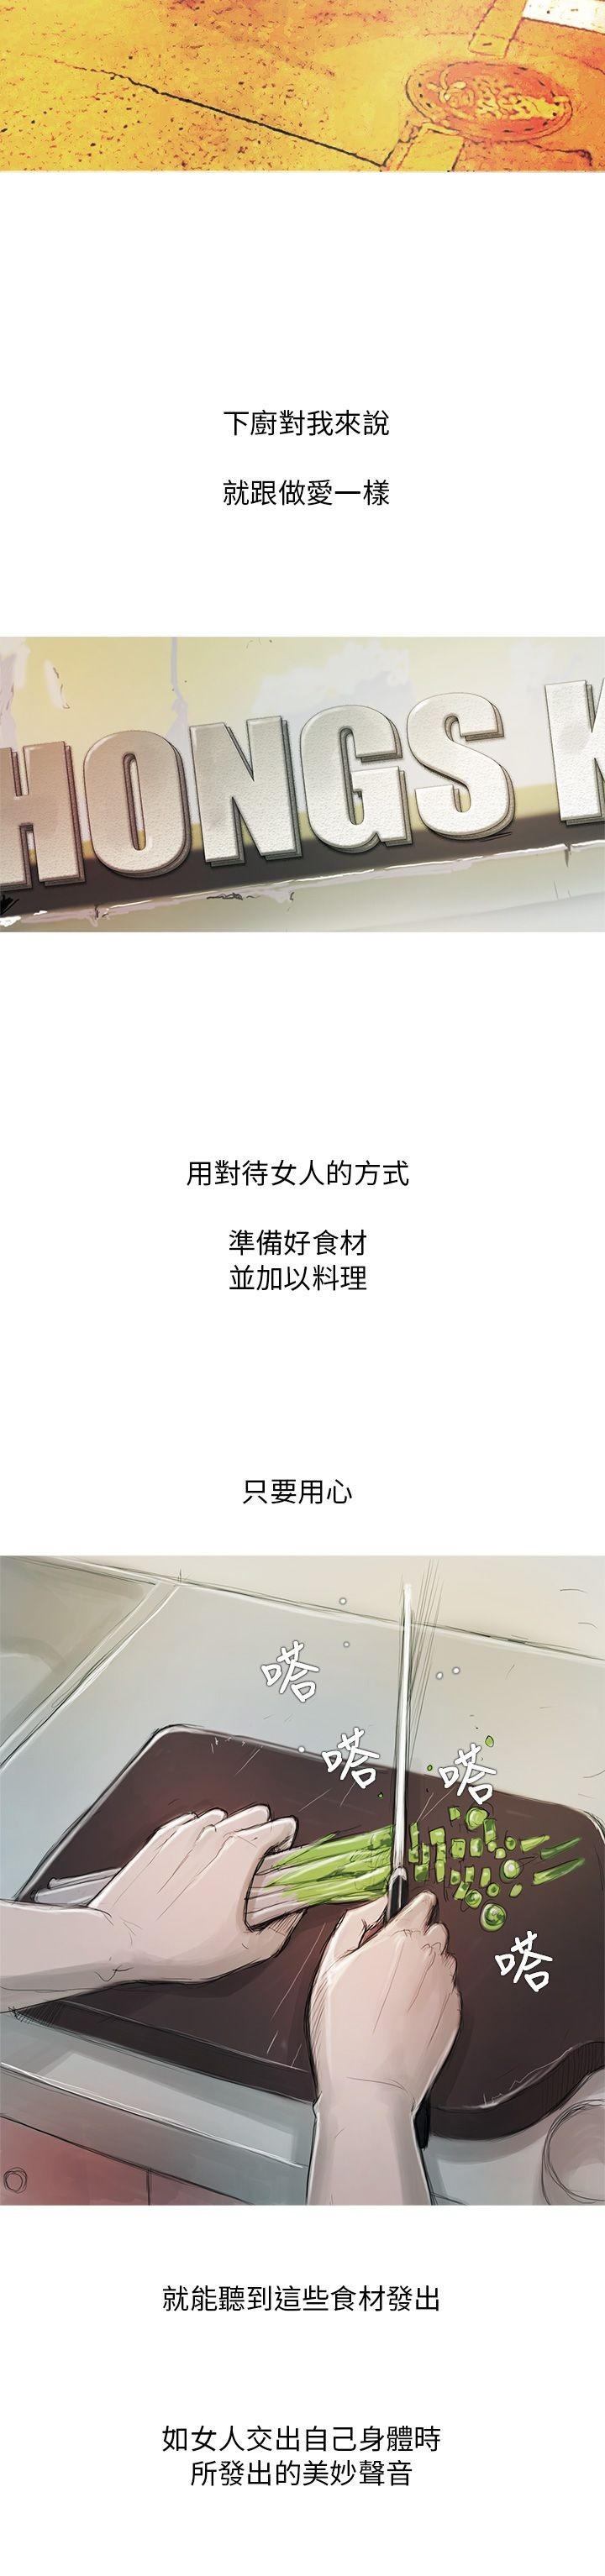 下廚對我來說
就跟做愛一樣
HONGS K
用對待女人的方式
準備好食材
並加以料理
只要用心
嗒
嗒
嗒
嗒
就能聽到這些食材發出
如女人交出自己身體時
所發出的美妙聲音